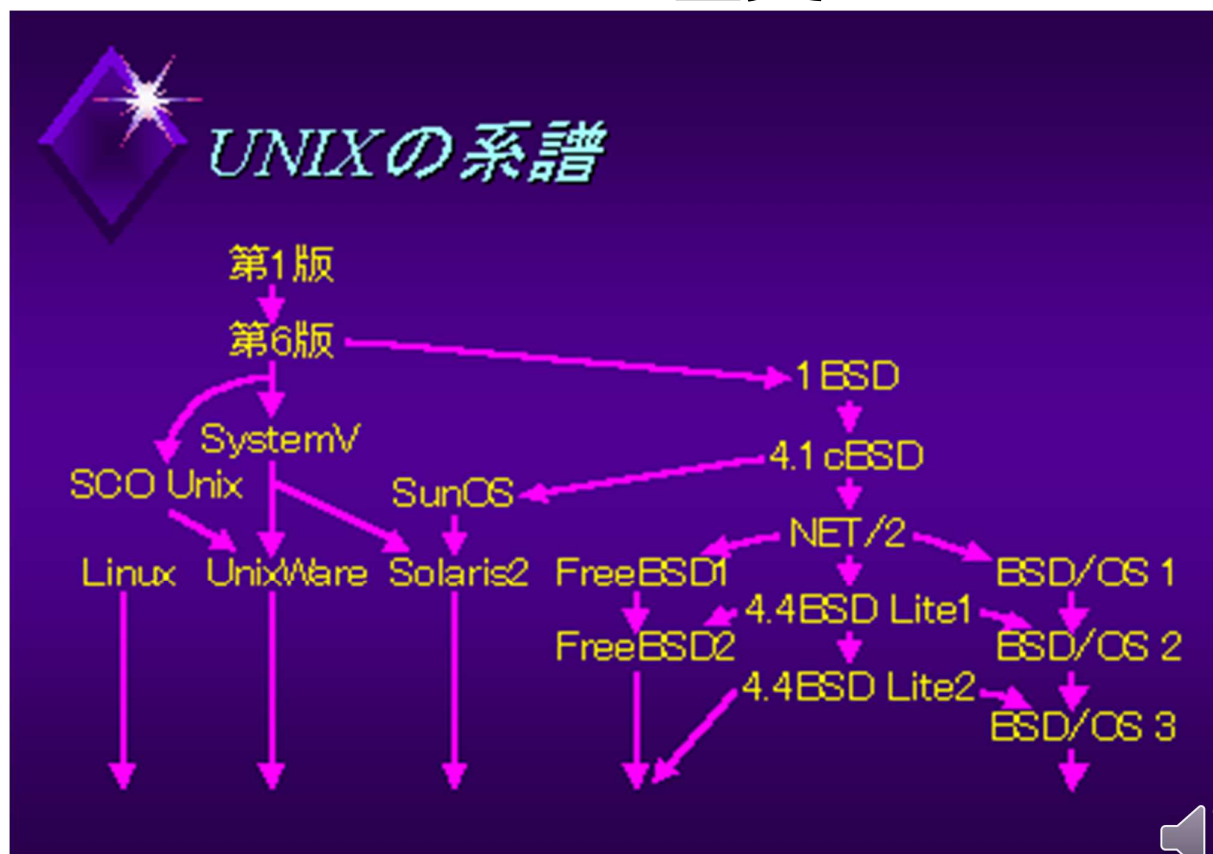 UNIXの系譜
第1版
第6版
1BSD
SystemV
4.1cBSD
SCO Unix
SunOS
NET/2
Linux UnixWare Solaris2 FreeBSD1 BSD/OS 1
4.4BSD Lite1
FreeBSD2 BSD/OS 2
4.4BSD Lite2
BSD/OS 3